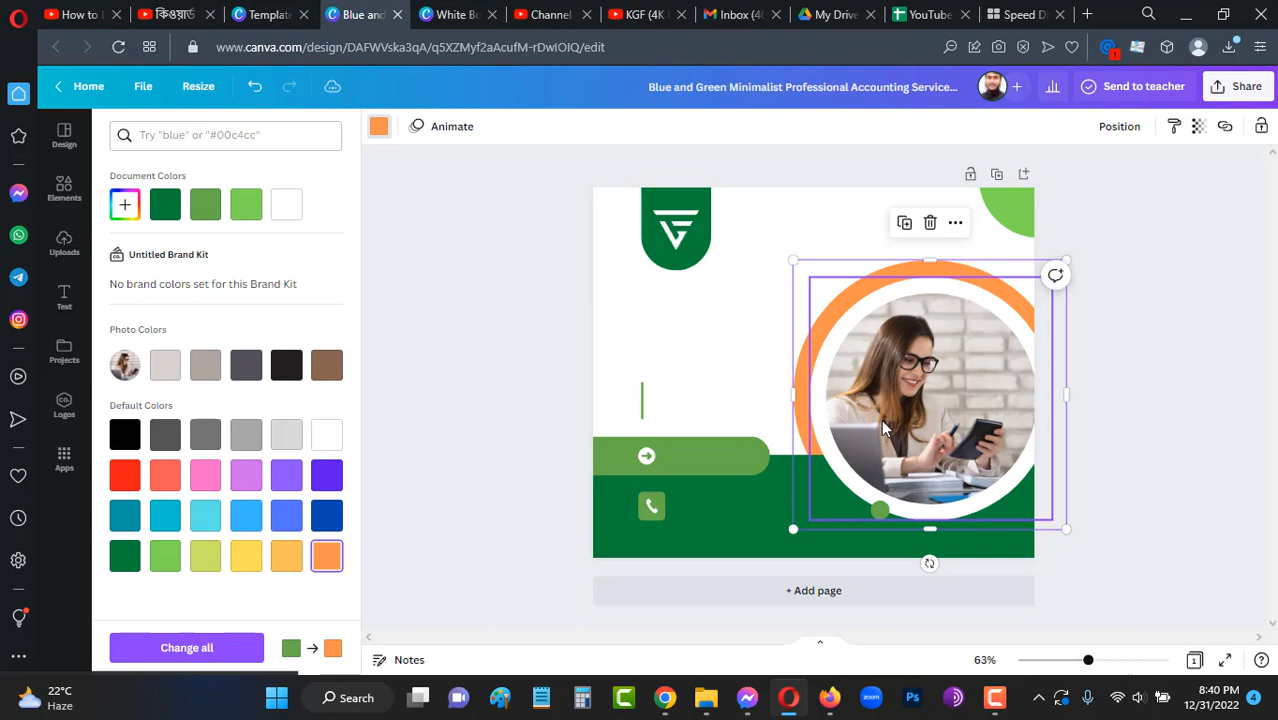 How to
কিভাবে
Template
Blue and
White B
Channel
KGF (4K
Inbox (4
My Drive
YouTube
Speed D
www.canva.com/design/DAFWVska3qA/q5XZMyf2aAcufM-rDwIOIQ/edit
1
Home
File
Resize
Blue and Green Minimalist Professional Accounting Service...
Send to teacher
Share
Design
Elements
Uploads
Text
Projects
Logos
Apps
Try "blue" or "#00c4cc"
Animate
Position
Document Colors
Untitled Brand Kit
No brand colors set for this Brand Kit
Photo Colors
Default Colors
Change all
+ Add page
Notes
63%
1
22°C
Haze
Search
8:40 PM
12/31/2022
4